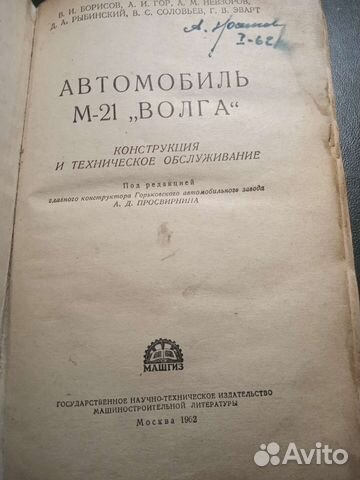 В. И. БОРИСОВ, А. И. ГОР, А. М. НЕВЗОРОВ,
Д. А. РЫБИНСКИЙ, В. С. СОЛОВЬЕВ, Г. В. ЭВАРТ
А.
I-62
АВТОМОБИЛЬ
М-21 „ВОЛГА“
КОНСТРУКЦИЯ
И ТЕХНИЧЕСКОЕ ОБСЛУЖИВАНИЕ
Под редакцией
главного конструктора Горьковского автомобильного завода
А. Д. ПРОСВИРНИНА
МАШГИЗ
ГОСУДАРСТВЕННОЕ НАУЧНО-ТЕХНИЧЕСКОЕ ИЗДАТЕЛЬСТВО
МАШИНОСТРОИТЕЛЬНОЙ ЛИТЕРАТУРЫ
Москва 1962
Avito